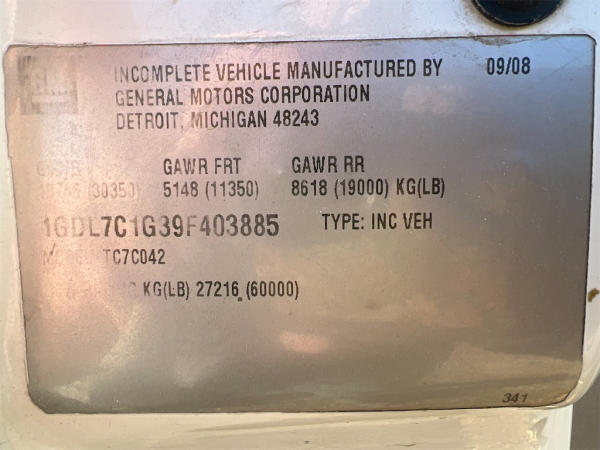 INCOMPLETE VEHICLE MANUFACTURED BY 09/08
GENERAL MOTORS CORPORATION
DETROIT, MICHIGAN 48243
GAWR FRT GAWR RR
(30350) 5148 (11350) 8618 (19000) KG(LB)
1GDL7C1G39F403885 TYPE: INC VEH
TC7C042
KG(LB) 27216 (60000)
341